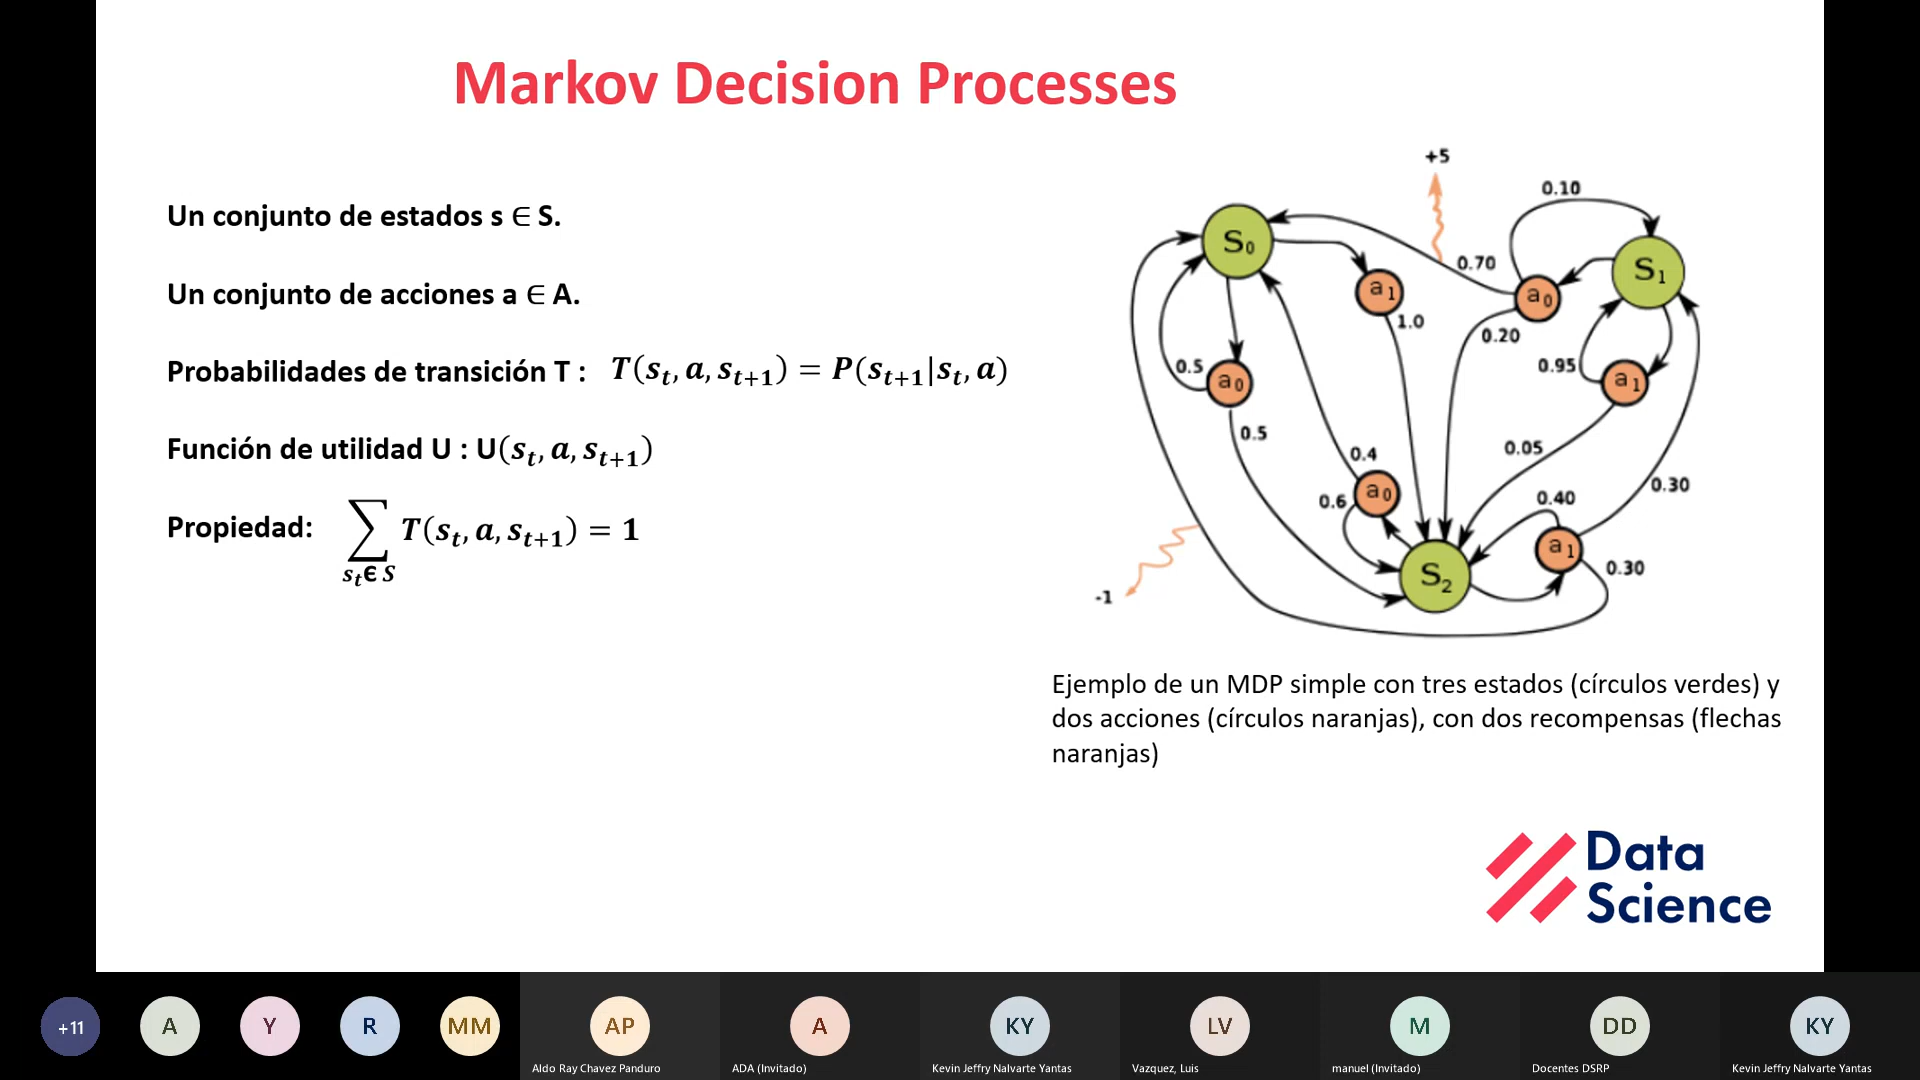 Markov Decision Processes
Un conjunto de estados s ∈ S.
Un conjunto de acciones a ∈ A.
Probabilidades de transición T : T(sₜ, a, sₜ₊₁) = P(sₜ₊₁|sₜ, a)
Función de utilidad U : U(sₜ, a, sₜ₊₁)
Propiedad: ∑ T(sₜ, a, sₜ₊₁) = 1
sₜϵ S
+5
0.10
S₀
S₁
0.70
a₁
a₀
1.0
0.20
0.5
a₀
0.95
a₁
0.5
0.05
0.4
0.30
0.6
a₀
0.40
a₁
0.30
S₂
-1
Ejemplo de un MDP simple con tres estados (círculos verdes) y
dos acciones (círculos naranjas), con dos recompensas (flechas
naranjas)
Data
Science
+11
A
Y
R
MM
AP
A
KY
LV
M
DD
KY
Aldo Ray Chavez Panduro
ADA (Invitado)
Kevin Jeffry Nalvarte Yantas
Vazquez, Luis
manuel (Invitado)
Docentes DSRP
Kevin Jeffry Nalvarte Yantas